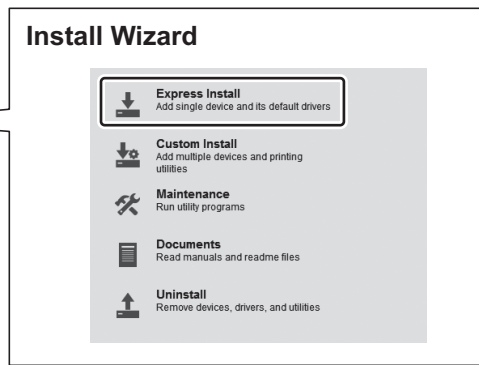 Install Wizard
Express Install
Add single device and its default drivers
Custom Install
Add multiple devices and printing
utilities
Maintenance
Run utility programs
Documents
Read manuals and readme files
Uninstall
Remove devices, drivers, and utilities